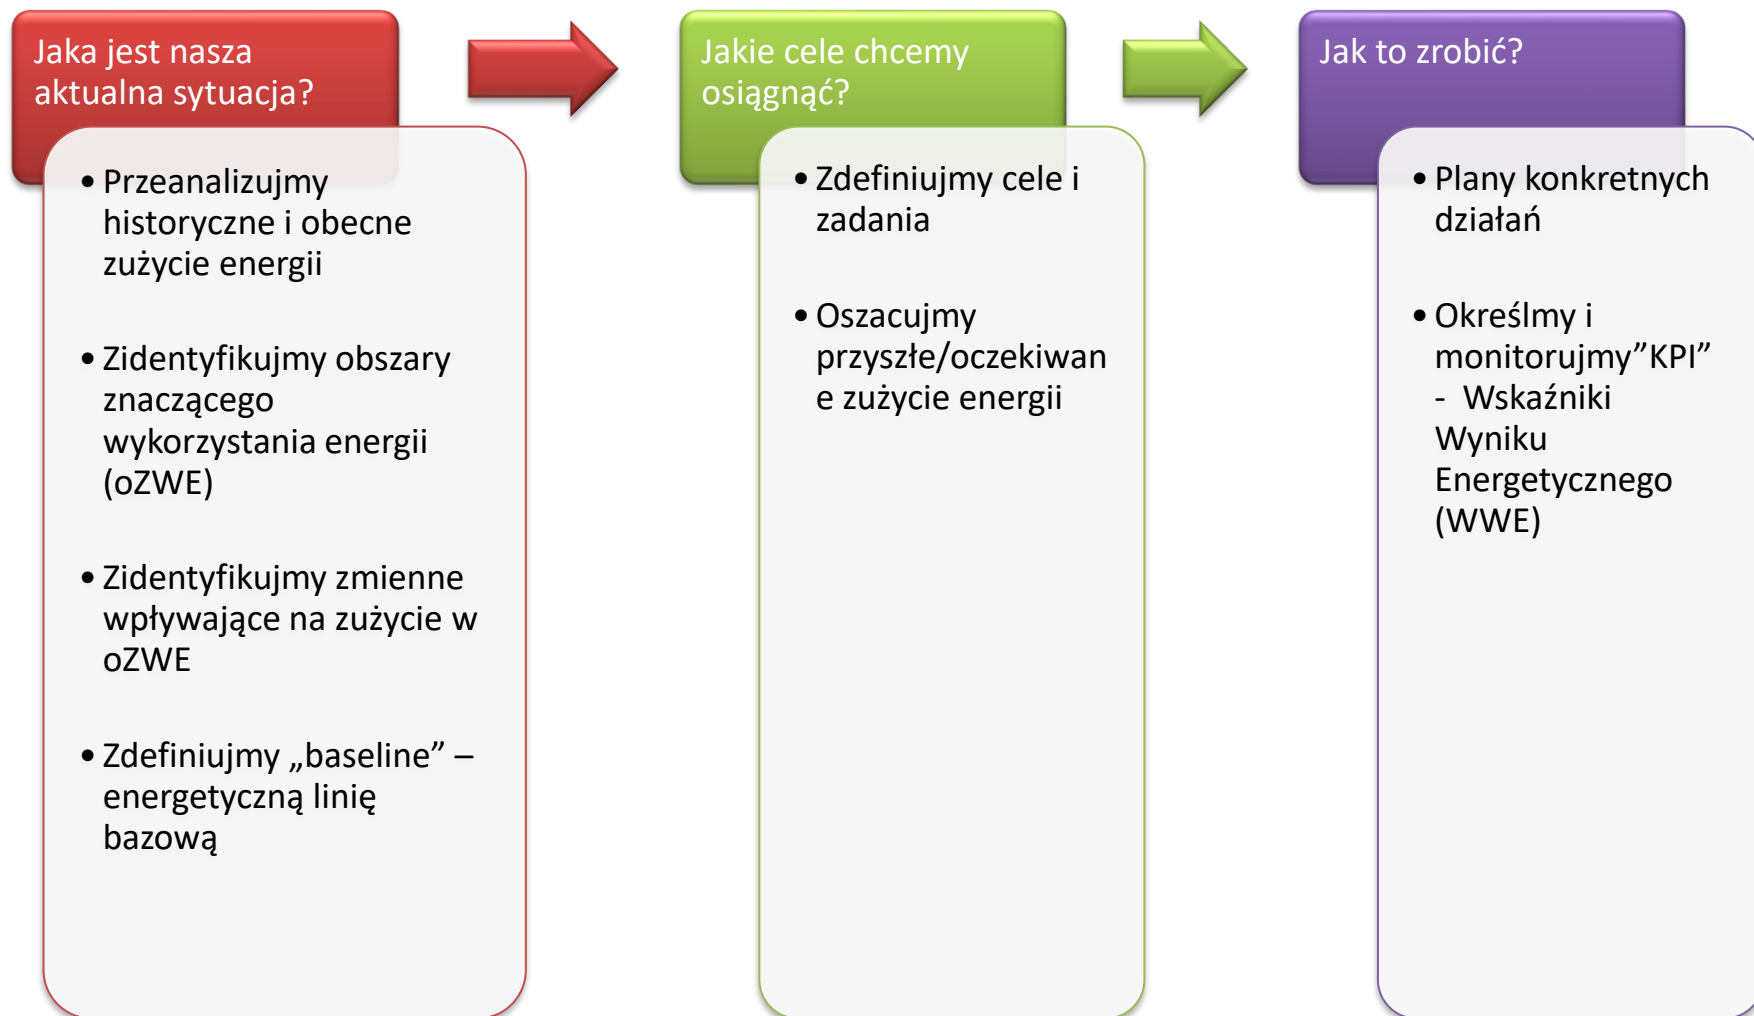 Jaka jest nasza
aktualna sytuacja?
• Przeanalizujmy
historyczne i obecne
zużycie energii
• Zidentyfikujmy obszary
znaczącego
wykorzystania energii
(oZWE)
• Zidentyfikujmy zmienne
wpływające na zużycie w
oZWE
• Zdefiniujmy „baseline” –
energetyczną linię
bazową
Jakie cele chcemy
osiągnąć?
• Zdefiniujmy cele i
zadania
• Oszacujmy
przyszłe/oczekiwan
e zużycie energii
Jak to zrobić?
• Plany konkretnych
działań
• Określmy i
monitorujmy”KPI”
- Wskaźniki
Wyniku
Energetycznego
(WWE)